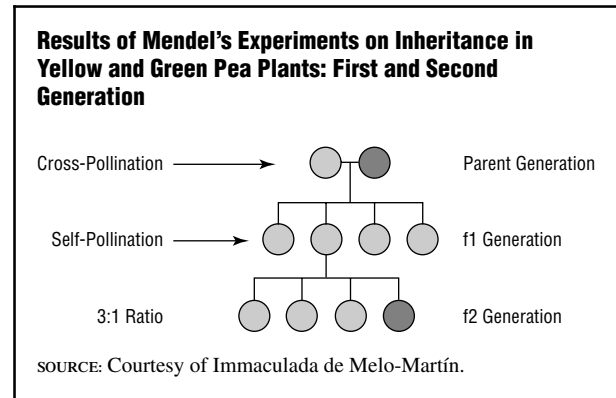 Results of Mendel’s Experiments on Inheritance in
Yellow and Green Pea Plants: First and Second
Generation
Cross-Pollination
Parent Generation
Self-Pollination
f1 Generation
3:1 Ratio
f2 Generation
SOURCE: Courtesy of Immaculada de Melo-Martín.